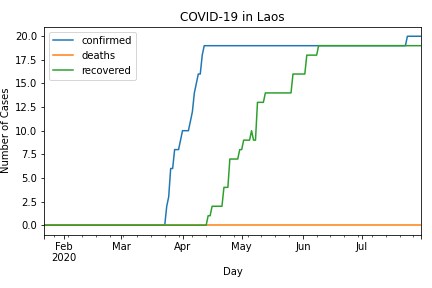 COVID-19 in Laos
confirmed
deaths
recovered
20.0
17.5
15.0
12.5
10.0
7.5
5.0
2.5
0.0
Number of Cases
Feb
2020
Mar
Apr
May
Jun
Jul
Day